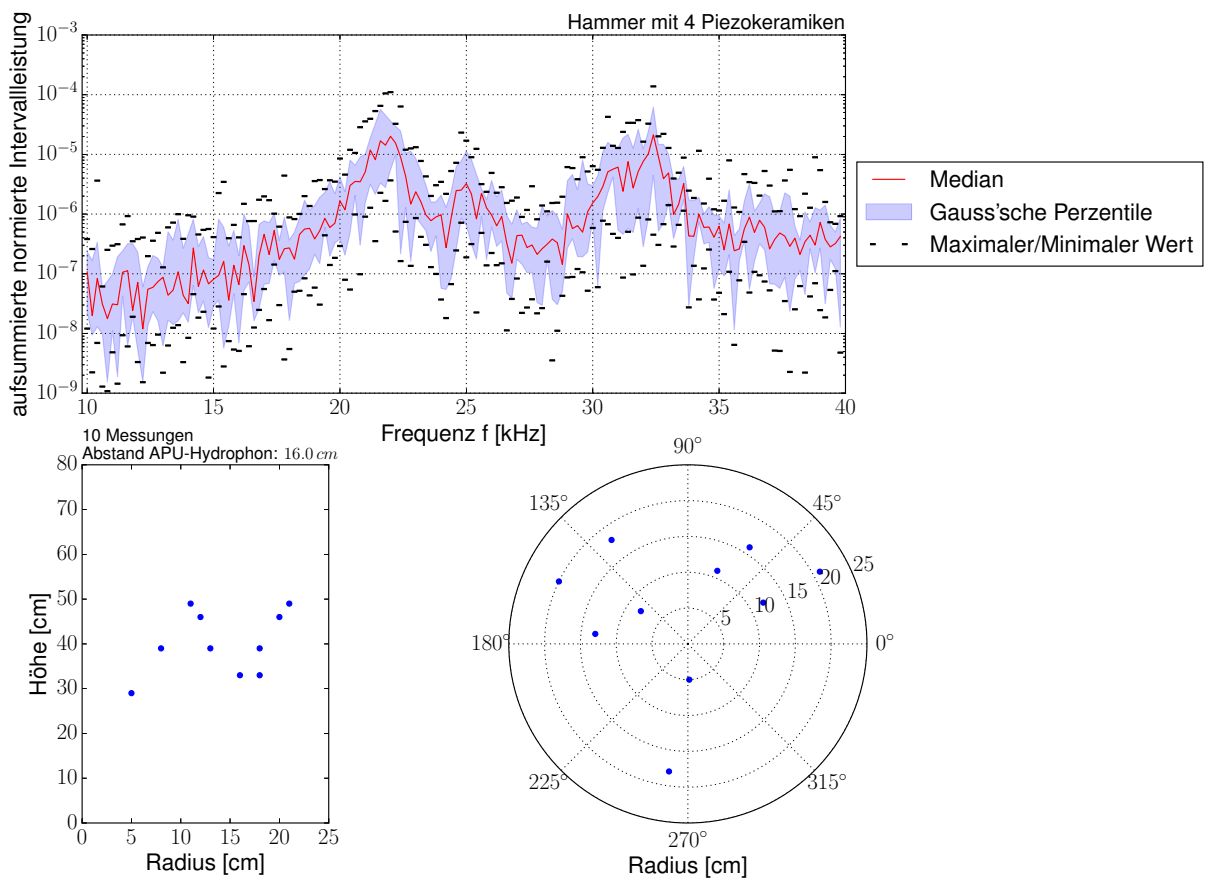 Hammer mit 4 Piezokeramiken
aufsummierte normierte Intervallleistung
10⁻³
10⁻⁴
10⁻⁵
10⁻⁶
10⁻⁷
10⁻⁸
10⁻⁹
10 15 20 25 30 35 40
Frequenz f [kHz]
Median
Gauss'sche Perzentile
Maximaler/Minimaler Wert
10 Messungen
Abstand APU-Hydrophon: 16.0 cm
Höhe [cm]
80
70
60
50
40
30
20
10
0
0 5 10 15 20 25
Radius [cm]
90°
135° 45°
25
20
15
10
5
180° 0°
225° 315°
270°
Radius [cm]